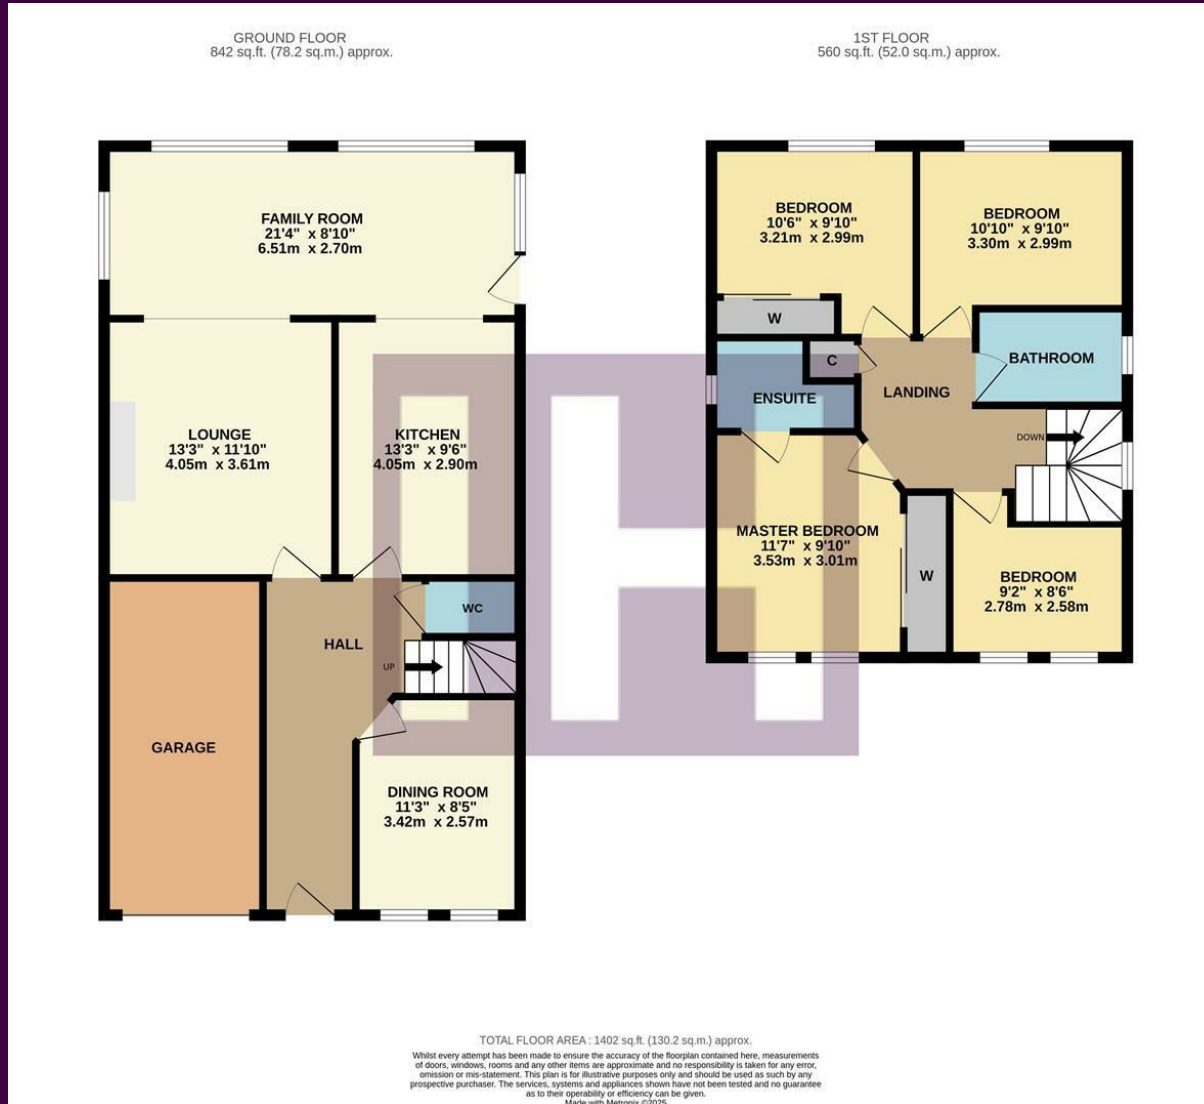 GROUND FLOOR
842 sq.ft. (78.2 sq.m.) approx.
1ST FLOOR
560 sq.ft. (52.0 sq.m.) approx.
FAMILY ROOM
21'4" x 8'10"
6.51m x 2.70m
LOUNGE
13'3" x 11'10"
4.05m x 3.61m
KITCHEN
13'3" x 9'6"
4.05m x 2.90m
HALL
WC
UP
GARAGE
DINING ROOM
11'3" x 8'5"
3.42m x 2.57m
BEDROOM
10'6" x 9'10"
3.21m x 2.99m
BEDROOM
10'10" x 9'10"
3.30m x 2.99m
W
C
BATHROOM
ENSUITE
LANDING
DOWN
MASTER BEDROOM
11'7" x 9'10"
3.53m x 3.01m
W
BEDROOM
9'2" x 8'6"
2.78m x 2.58m
H
TOTAL FLOOR AREA : 1402 sq.ft. (130.2 sq.m.) approx.
Whilst every attempt has been made to ensure the accuracy of the floorplan contained here, measurements
of doors, windows, rooms and any other items are approximate and no responsibility is taken for any error,
omission or mis-statement. This plan is for illustrative purposes only and should be used as such by any
prospective purchaser. The services, systems and appliances shown have not been tested and no guarantee
as to their operability or efficiency can be given.
Made with Metropix ©2025